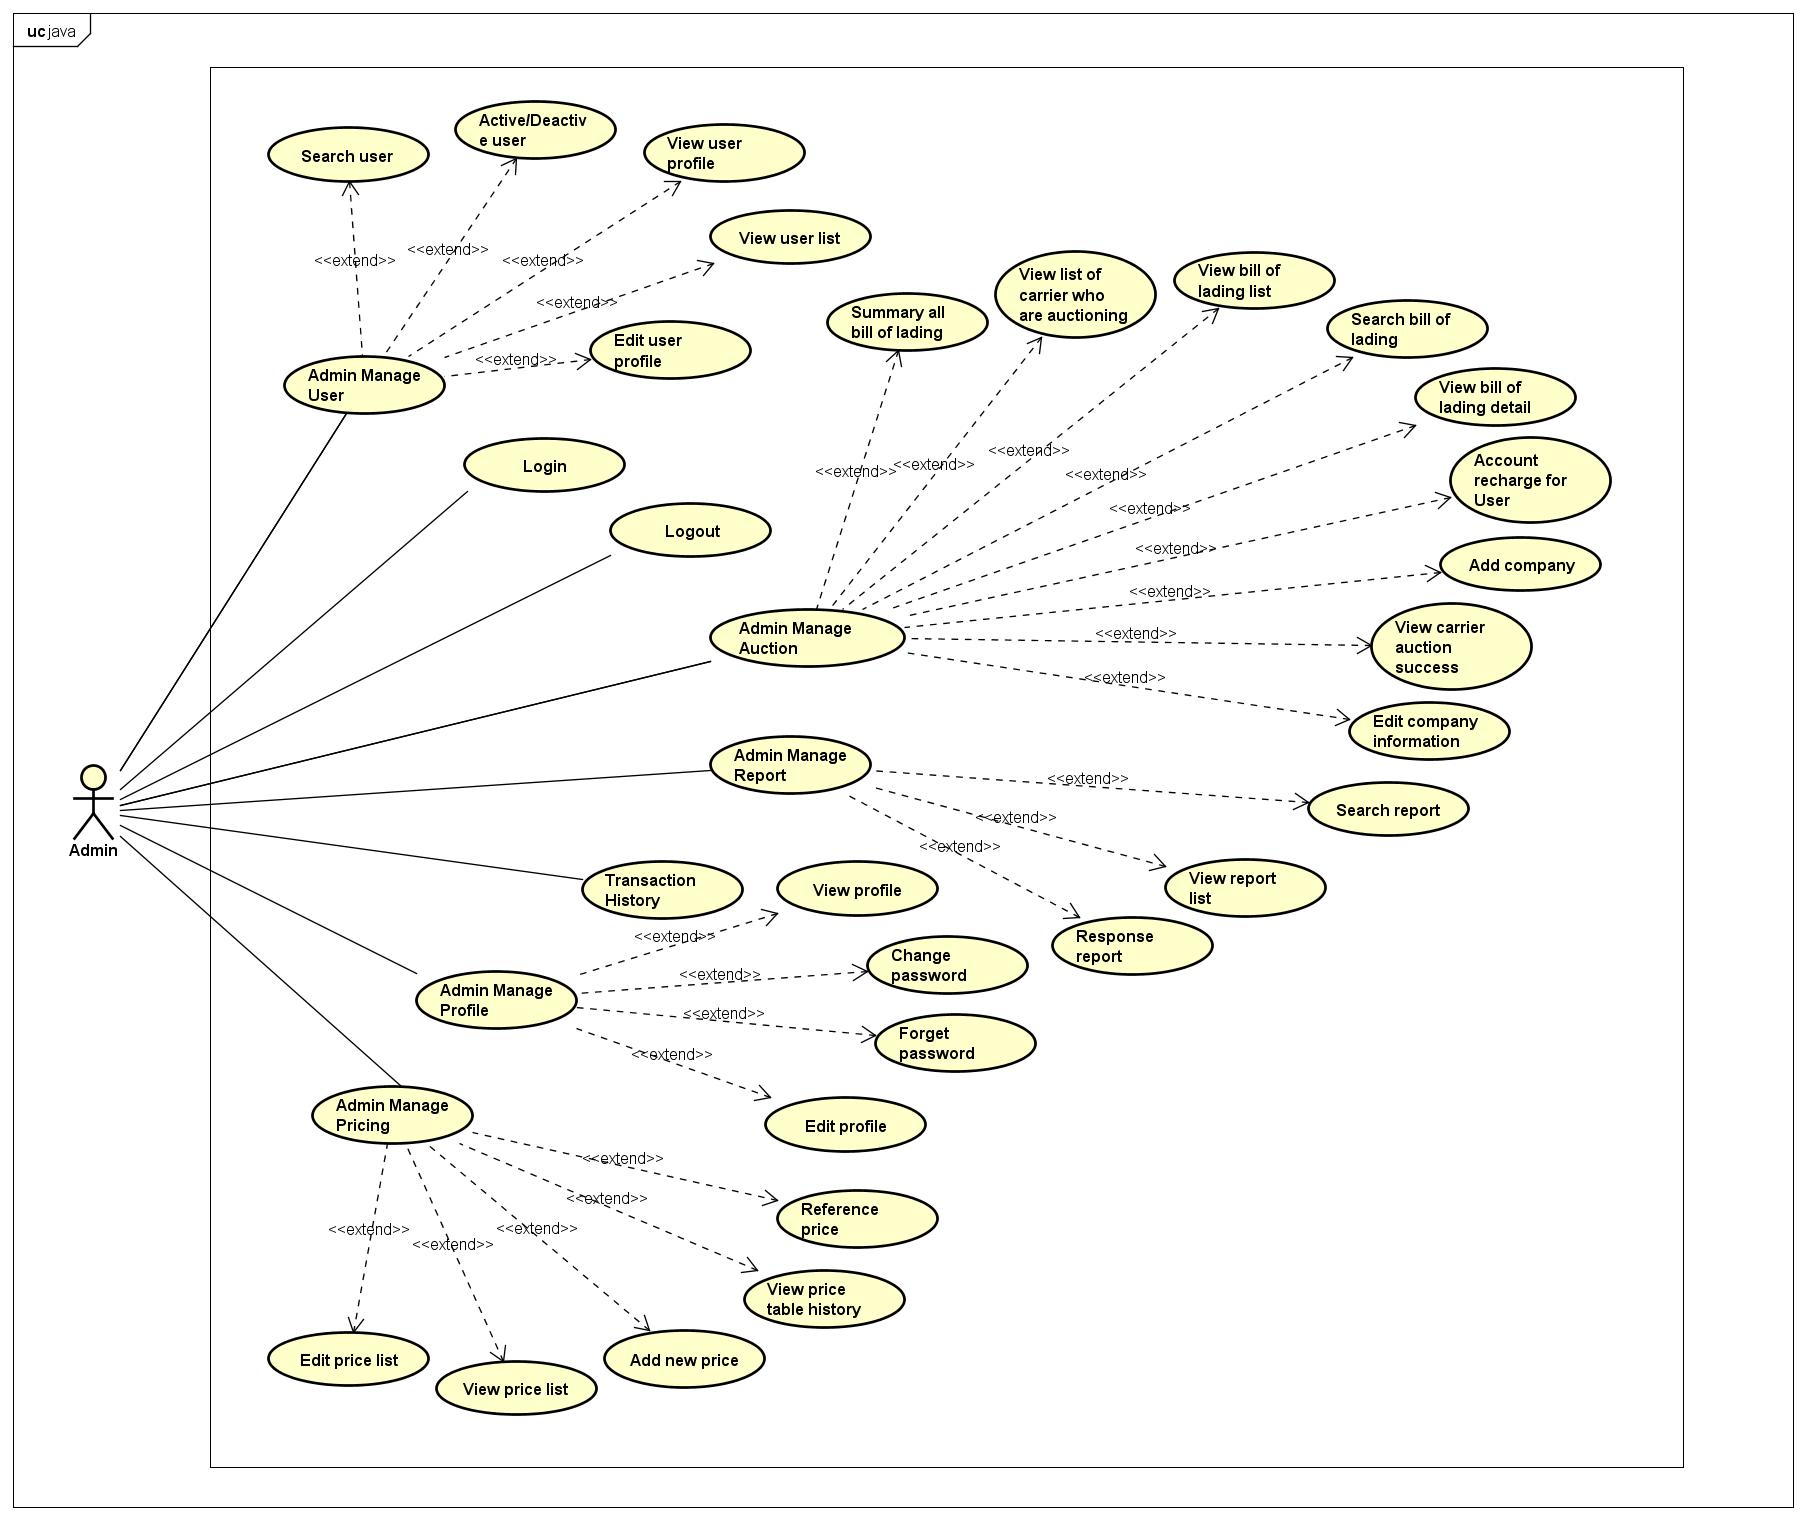 uc java
Search user
Active/Deactiv
e user
View user
profile
View user list
Edit user
profile
<<extend>>
<<extend>>
<<extend>>
<<extend>>
<<extend>>
Admin Manage
User
Login
Logout
Summary all
bill of lading
View list of
carrier who
are auctioning
View bill of
lading list
Search bill of
lading
View bill of
lading detail
Account
recharge for
User
Add company
View carrier
auction
success
Edit company
information
<<extend>>
<<extend>>
<<extend>>
<<extend>>
<<extend>>
<<extend>>
<<extend>>
<<extend>>
<<extend>>
Admin Manage
Auction
Admin Manage
Report
<<extend>>
<<extend>>
<<extend>>
Search report
View report
list
Response
report
Admin
Transaction
History
View profile
Change
password
Forget
password
Edit profile
<<extend>>
<<extend>>
<<extend>>
<<extend>>
Admin Manage
Profile
Admin Manage
Pricing
<<extend>>
<<extend>>
<<extend>>
<<extend>>
<<extend>>
Reference
price
View price
table history
Add new price
View price list
Edit price list